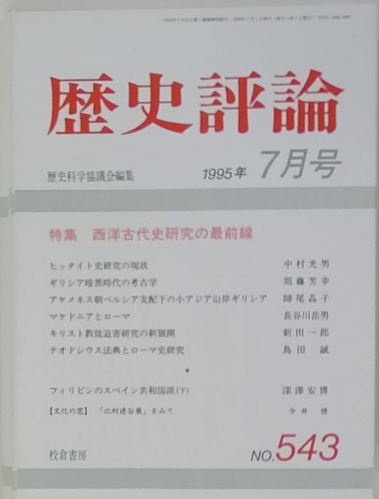 歴史評論
歴史科学協議会編集 1995年 7月号
特集 西洋古代史研究の最前線
ヒッタイト史研究の現状 中村光男
ギリシア暗黒時代の考古学 周藤芳幸
アケメネス朝ペルシア支配下の小アジア沿岸ギリシア 師尾晶子
マケドニアとローマ 長谷川岳男
キリスト教徒迫害研究の新展開 新田一郎
テオドシウス法典とローマ史研究 島田 誠
*
フィリピンのスペイン共和国派(下) 深澤安博
【文化の窓】「北村透谷展」をみて 今井 修
校倉書房 NO.543